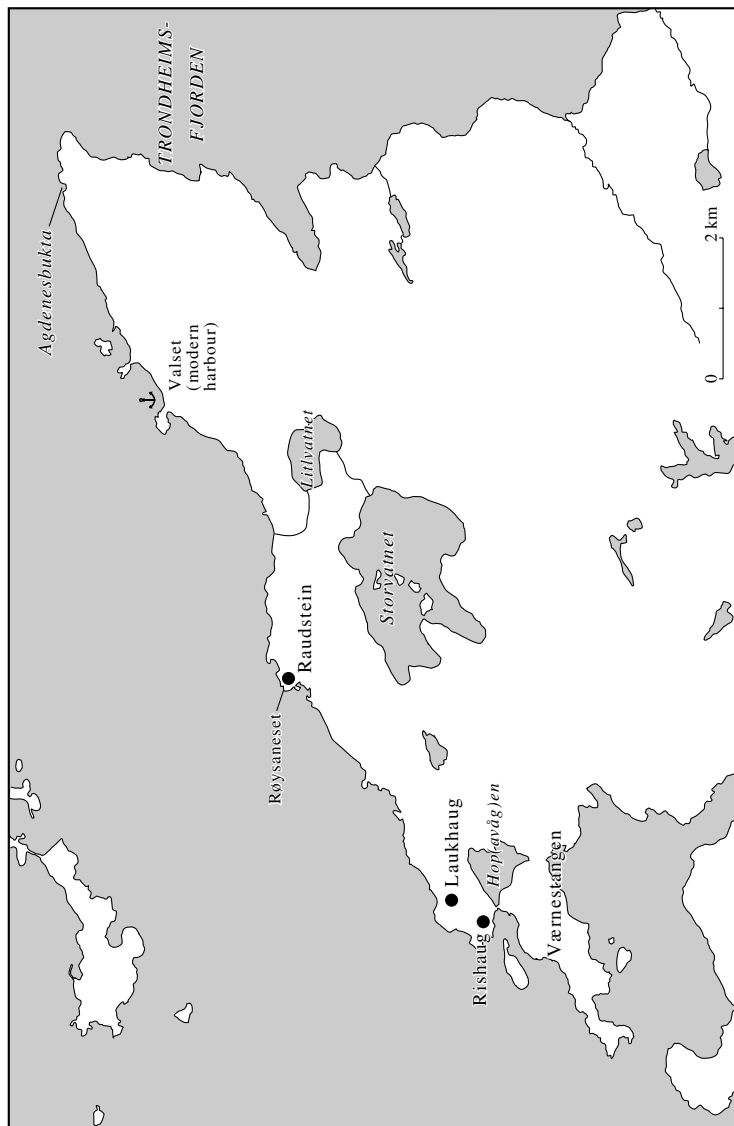 Agdenesbukta
TRONDHEIMS-
FJORDEN
Valset
(modern
harbour)
Røysaneset
Raudstein
Litlvatnet
Storvatnet
Laukhaug
Rishaug
Hop(-avåg)en
Værnestangen
0 2 km